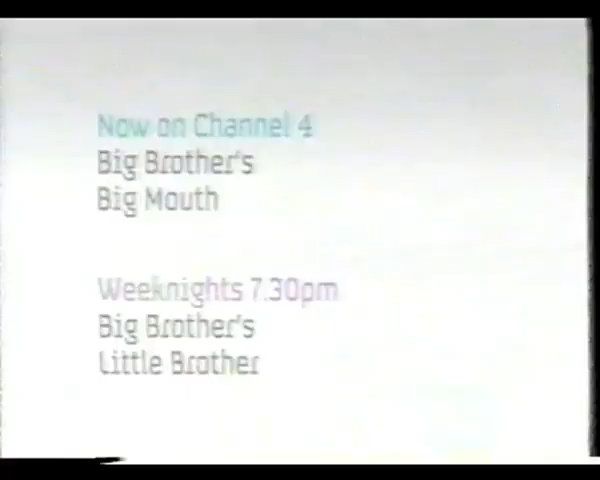 Now on Channel 4
Big Brother's
Big Mouth
Weeknights 7.30pm
Big Brother's
Little Brother